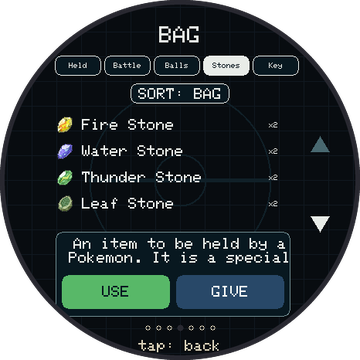 BAG
Held Battle Balls Stones Key
SORT: BAG
Fire Stone x2
Water Stone x2
Thunder Stone x2
Leaf Stone x2
An item to be held by a
Pokemon. It is a special
USE GIVE
tap: back